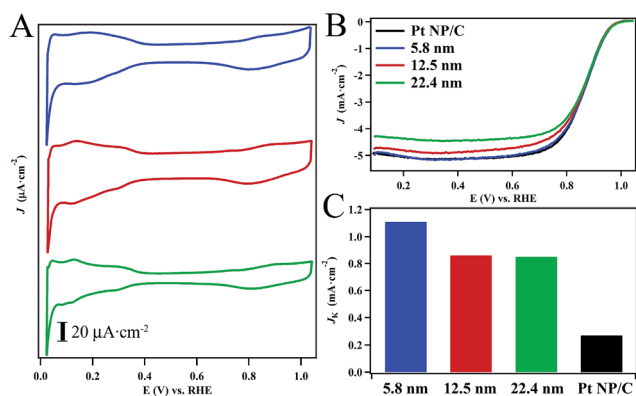 A
J (μA·cm-2)
20 μA·cm-2
0.0 0.2 0.4 0.6 0.8 1.0
E (V) vs. RHE
B
Pt NP/C
5.8 nm
12.5 nm
22.4 nm
J (mA·cm-2)
0
-1
-2
-3
-4
-5
0.2 0.4 0.6 0.8 1.0
E (V) vs. RHE
C
JK (mA·cm-2)
1.2
1.0
0.8
0.6
0.4
0.2
0.0
5.8 nm 12.5 nm 22.4 nm Pt NP/C